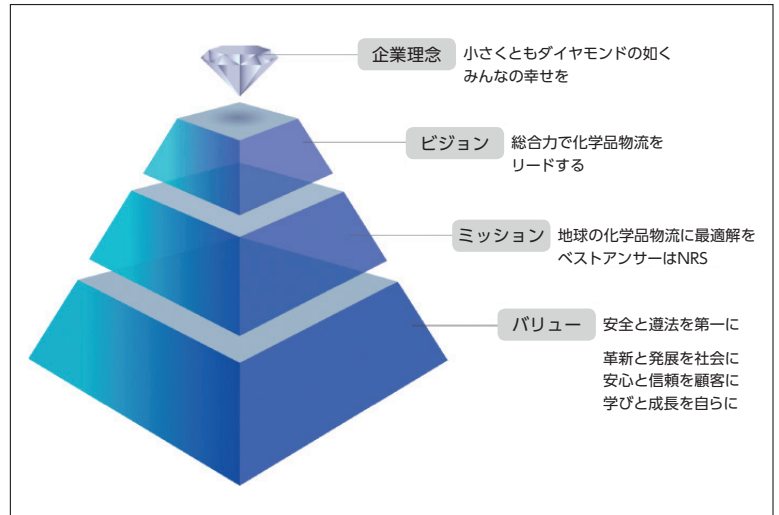 企業理念 小さくともダイヤモンドの如く
みんなの幸せを
ビジョン 総合力で化学品物流を
リードする
ミッション 地球の化学品物流に最適解を
ベストアンサーはNRS
バリュー 安全と遵法を第一に
革新と発展を社会に
安心と信頼を顧客に
学びと成長を自らに